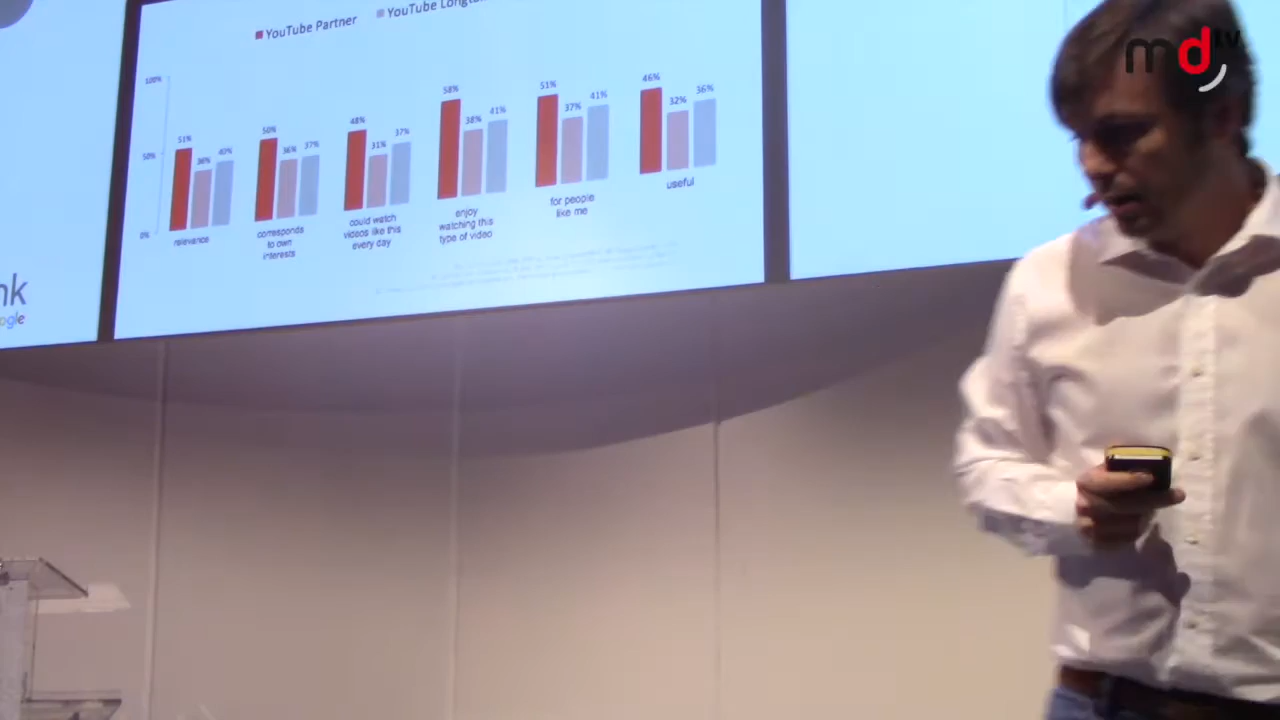 YouTube Partner
YouTube
100%
50%
0%
51%
36%
40%
relevance
50%
36%
37%
corresponds
to own
interests
48%
31%
37%
could watch
videos like this
every day
58%
38%
41%
enjoy
watching this
type of video
51%
37%
41%
for people
like me
46%
32%
36%
useful
nk
ogle
md
tv